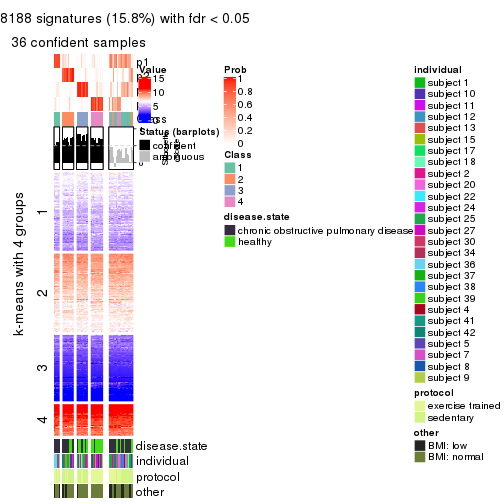 8188 signatures (15.8%) with fdr < 0.05
36 confident samples
p1
Value
15
10
5
0
Status (barplots)
confident
ambiguous
k-means with 4 groups
1
2
3
4
disease.state
individual
protocol
other
Prob
1
0.8
0.6
0.4
0.2
0
Class
1
2
3
4
disease.state
chronic obstructive pulmonary disease
healthy
individual
subject 1
subject 10
subject 11
subject 12
subject 13
subject 15
subject 17
subject 18
subject 2
subject 20
subject 22
subject 24
subject 25
subject 27
subject 30
subject 34
subject 36
subject 37
subject 38
subject 39
subject 4
subject 41
subject 42
subject 5
subject 7
subject 8
subject 9
protocol
exercise trained
sedentary
other
BMI: low
BMI: normal